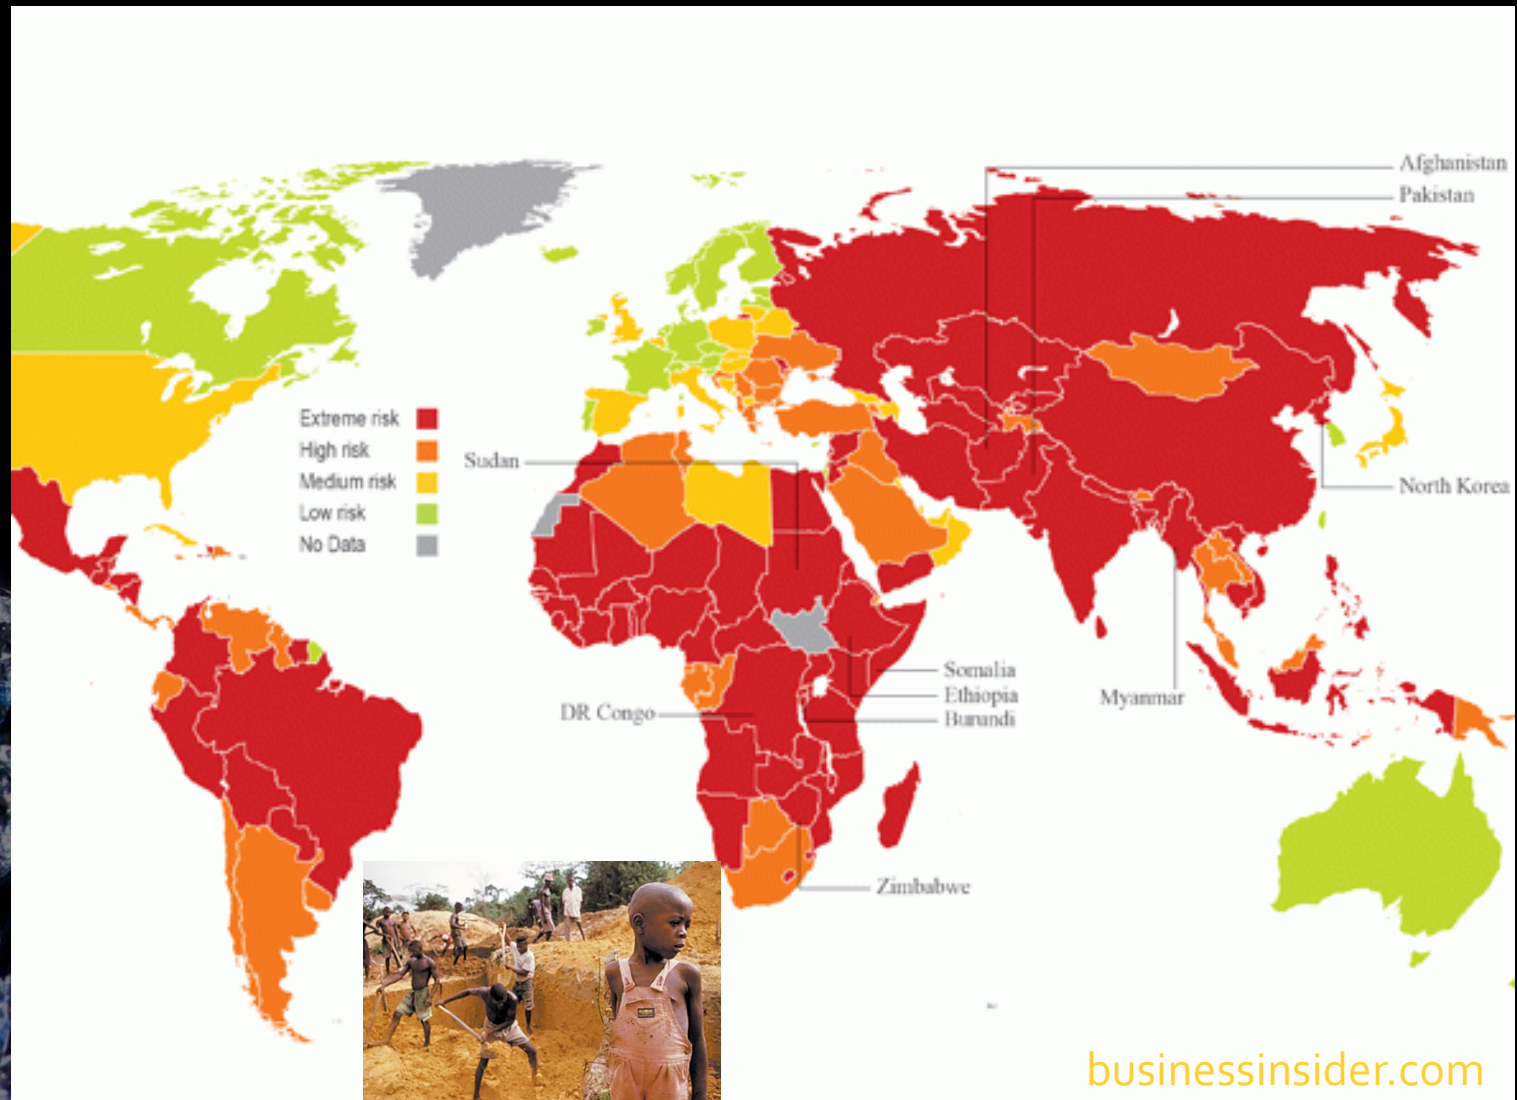 Afghanistan
Pakistan
Extreme risk
High risk
Medium risk
Low risk
No Data
Sudan
North Korea
Somalia
Ethiopia
Burundi
Myanmar
DR Congo
Zimbabwe
businessinsider.com